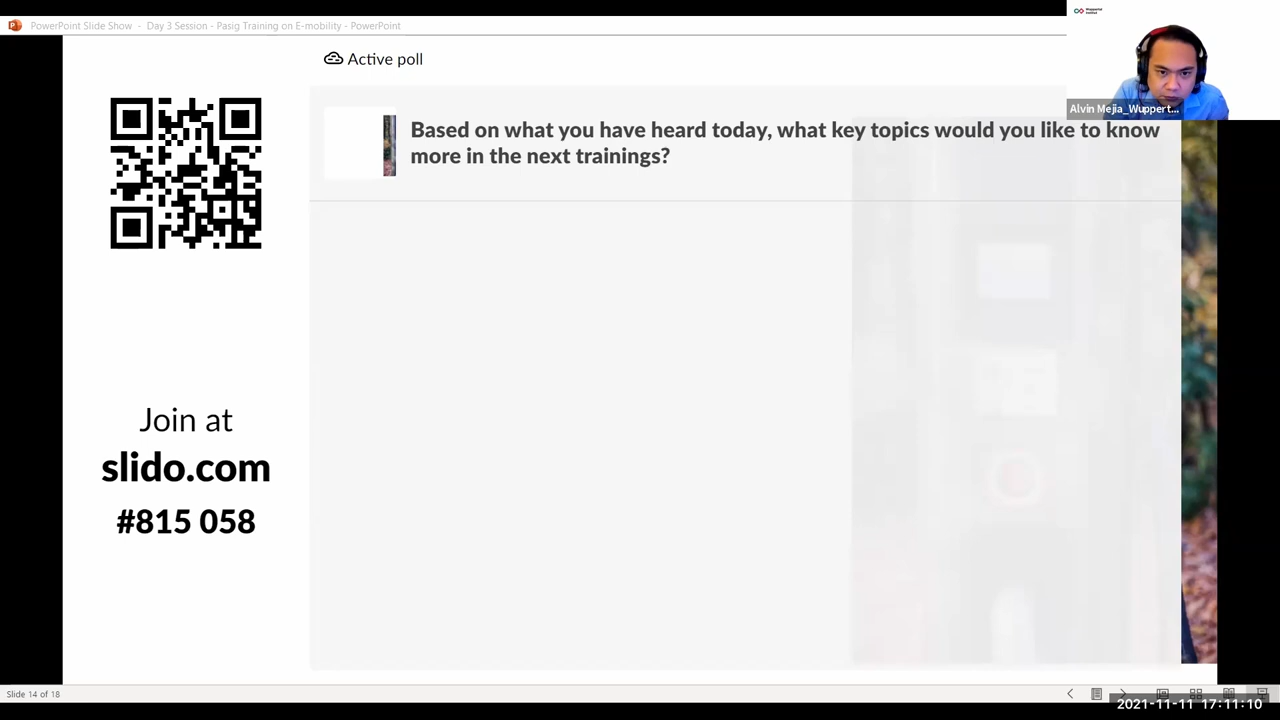 PowerPoint Slide Show - Day 3 Session - Pasig Training on E-mobility - PowerPoint
Wuppertal
Institut
Alvin Mejia_Wuppert...
Active poll
Based on what you have heard today, what key topics would you like to know
more in the next trainings?
Join at
slido.com
#815 058
Slide 14 of 18
2021-11-11 17:11:10